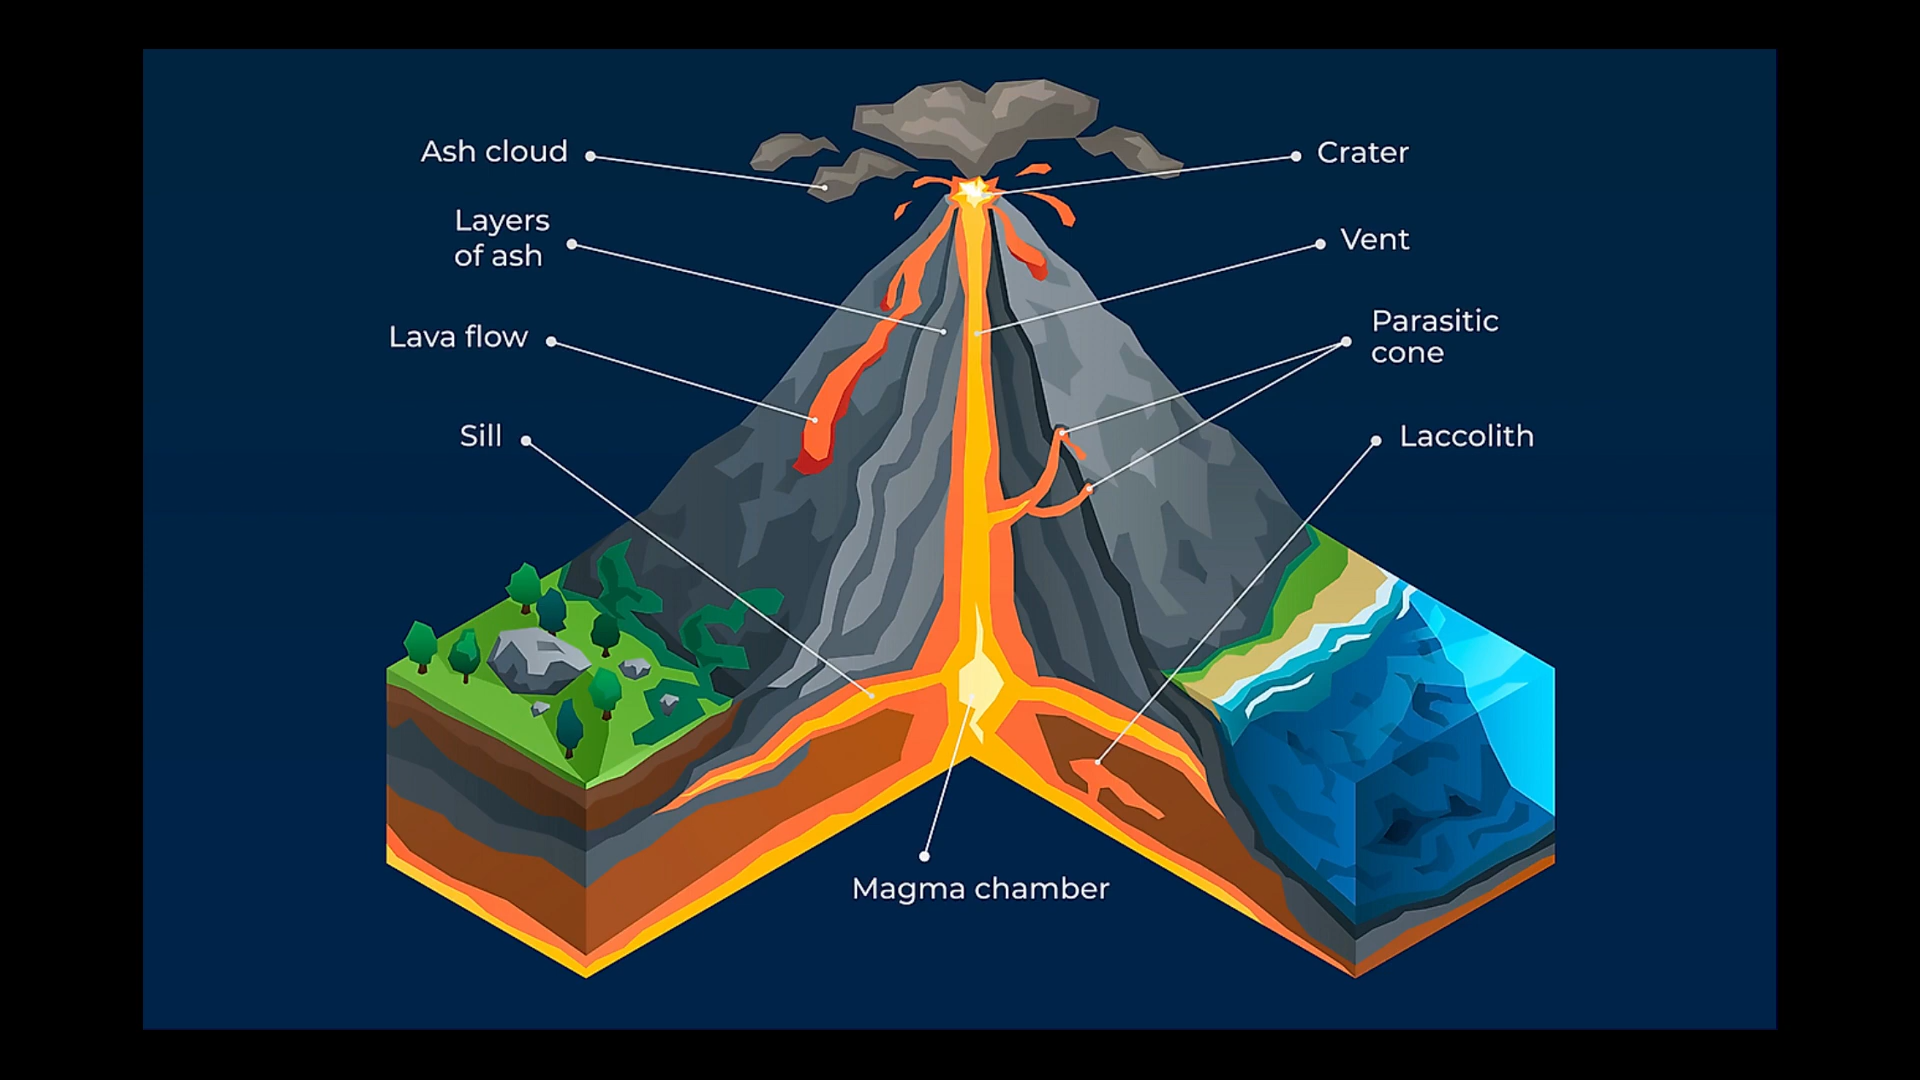 Ash cloud
Crater
Layers
of ash
Vent
Lava flow
Parasitic
cone
Sill
Laccolith
Magma chamber